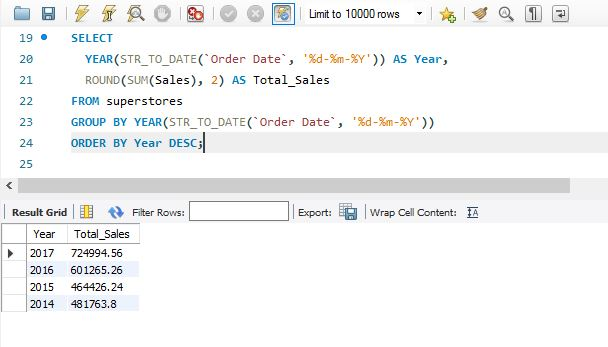 Limit to 10000 rows
19 SELECT
20 YEAR(STR_TO_DATE(`Order Date`, '%d-%m-%Y')) AS Year,
21 ROUND(SUM(Sales), 2) AS Total_Sales
22 FROM superstores
23 GROUP BY YEAR(STR_TO_DATE(`Order Date`, '%d-%m-%Y'))
24 ORDER BY Year DESC;
25
Result Grid Filter Rows: Export: Wrap Cell Content:
Year Total_Sales
2017 724994.56
2016 601265.26
2015 464426.24
2014 481763.8